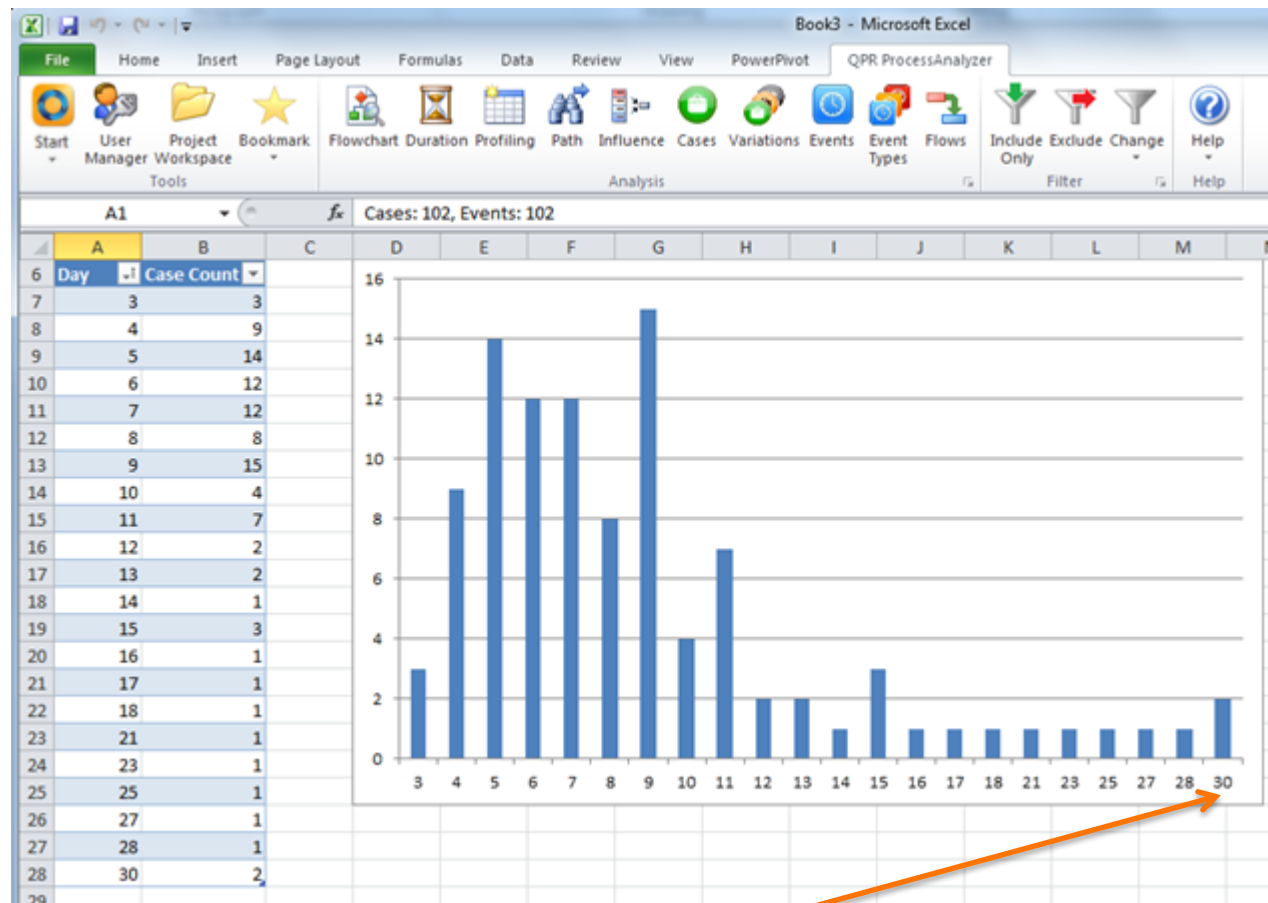 Book3 - Microsoft Excel
File Home Insert Page Layout Formulas Data Review View PowerPivot QPR ProcessAnalyzer
Start User Manager Project Workspace Bookmark Flowchart Duration Profiling Path Influence Cases Variations Events Event Types Flows Include Only Exclude Change Help
Tools Analysis Filter Help
A1 fx Cases: 102, Events: 102
A B C D E F G H I J K L M
6 Day Case Count
7 3 3
8 4 9
9 5 14
10 6 12
11 7 12
12 8 8
13 9 15
14 10 4
15 11 7
16 12 2
17 13 2
18 14 1
19 15 3
20 16 1
21 17 1
22 18 1
23 21 1
24 23 1
25 25 1
26 27 1
27 28 1
28 30 2
29
16
14
12
10
8
6
4
2
0
3 4 5 6 7 8 9 10 11 12 13 14 15 16 17 18 21 23 25 27 28 30